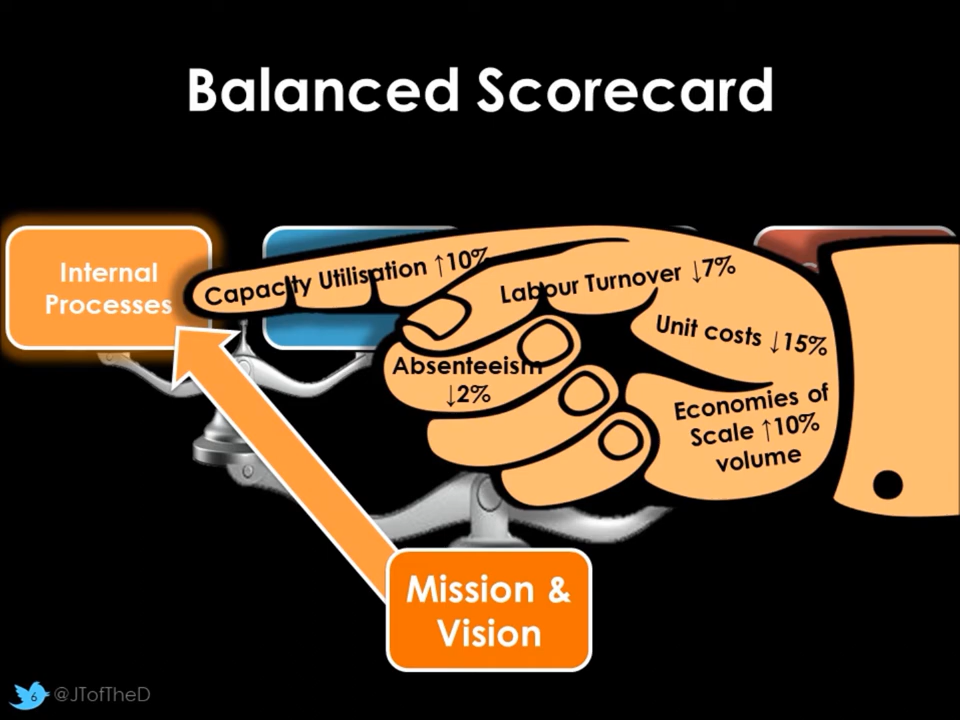 Balanced Scorecard
Internal
Processes
Capacity Utilisation ↑10%
Labour Turnover ↓7%
Unit costs ↓15%
Absenteeism
↓2%
Economies of
Scale ↑10%
volume
Mission &
Vision
6
@JTofTheD